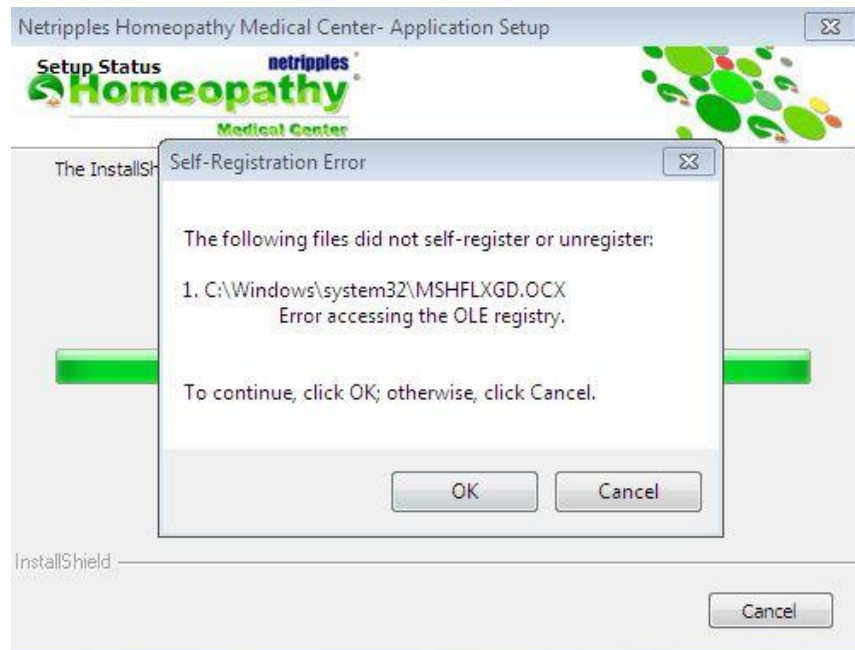 Netripples Homeopathy Medical Center- Application Setup
Setup Status
netripples
Homeopathy
Medical Center
The InstallSh
Self-Registration Error
The following files did not self-register or unregister:
1. C:\Windows\system32\MSHFLXGD.OCX
Error accessing the OLE registry.
To continue, click OK; otherwise, click Cancel.
OK Cancel
InstallShield
Cancel